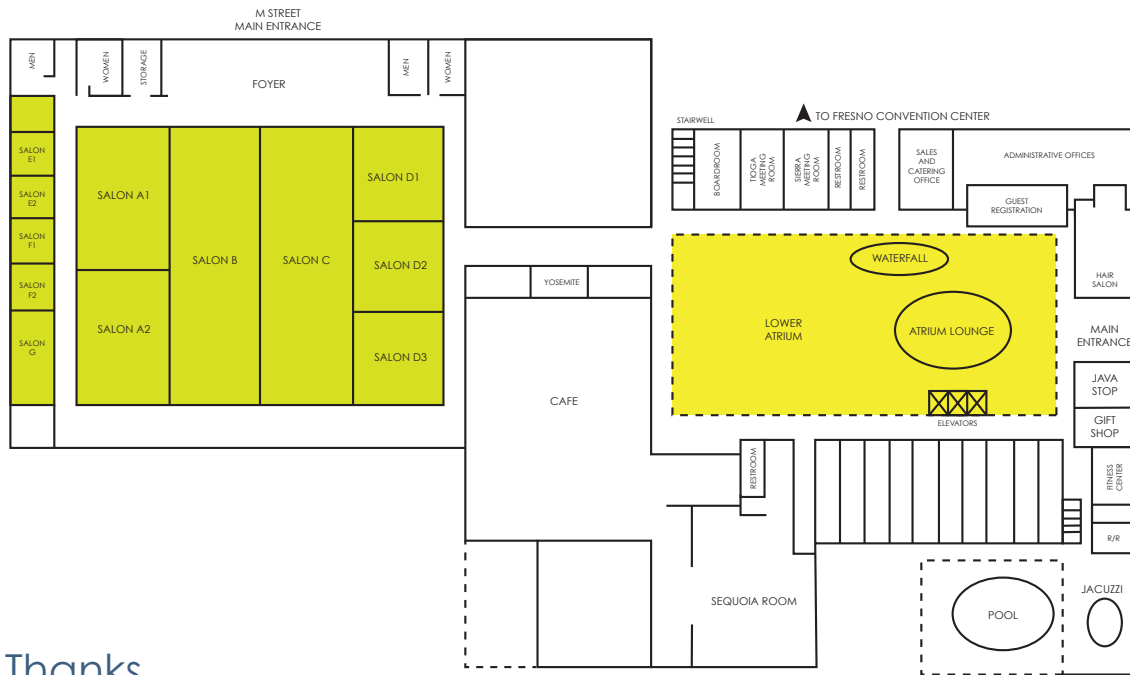 M STREET
MAIN ENTRANCE
MEN
WOMEN
STORAGE
FOYER
MEN
WOMEN
SALON
E1
SALON
E2
SALON
F1
SALON
F2
SALON
G
SALON A1
SALON A2
SALON B
SALON C
SALON D1
SALON D2
SALON D3
STAIRWELL
TO FRESNO CONVENTION CENTER
BOARDROOM
TIOGA
MEETING
ROOM
SIERRA
MEETING
ROOM
RESTROOM
RESTROOM
SALES
AND
CATERING
OFFICE
ADMINISTRATIVE OFFICES
GUEST
REGISTRATION
HAIR
SALON
WATERFALL
LOWER
ATRIUM
ATRIUM LOUNGE
ELEVATORS
MAIN
ENTRANCE
JAVA
STOP
GIFT
SHOP
FITNESS
CENTER
R/R
YOSEMITE
CAFE
RESTROOM
SEQUOIA ROOM
POOL
JACUZZI
Thanks